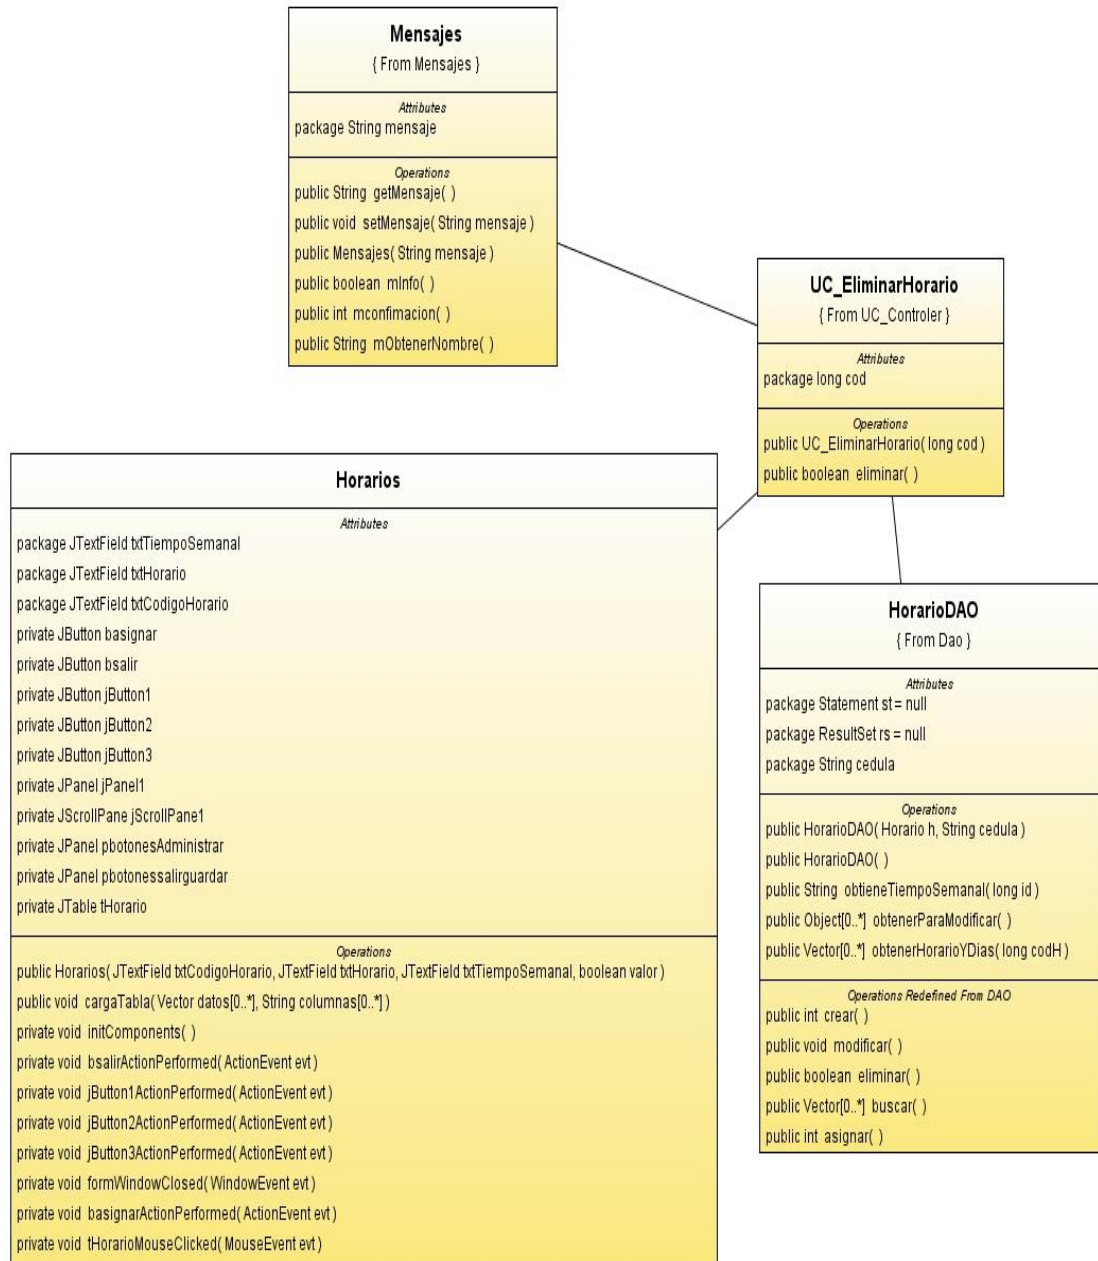 Mensajes
{ From Mensajes }
Attributes
package String mensaje
Operations
public String getMensaje( )
public void setMensaje( String mensaje )
public Mensajes( String mensaje )
public boolean mInfo( )
public int mconfimacion( )
public String mObtenerNombre( )
UC_EliminarHorario
{ From UC_Controler }
Attributes
package long cod
Operations
public UC_EliminarHorario( long cod )
public boolean eliminar( )
Horarios
Attributes
package JTextField txtTiempoSemanal
package JTextField txtHorario
package JTextField txtCodigoHorario
private JButton basignar
private JButton bsalir
private JButton jButton1
private JButton jButton2
private JButton jButton3
private JPanel jPanel1
private JScrollPane jScrollPane1
private JPanel pbotonesAdministrar
private JPanel pbotonessalirguardar
private JTable tHorario
Operations
public Horarios( JTextField txtCodigoHorario, JTextField txtHorario, JTextField txtTiempoSemanal, boolean valor )
public void cargaTabla( Vector datos[0..*], String columnas[0..*] )
private void initComponents( )
private void bsalirActionPerformed( ActionEvent evt )
private void jButton1ActionPerformed( ActionEvent evt )
private void jButton2ActionPerformed( ActionEvent evt )
private void jButton3ActionPerformed( ActionEvent evt )
private void formWindowClosed( WindowEvent evt )
private void basignarActionPerformed( ActionEvent evt )
private void tHorarioMouseClicked( MouseEvent evt )
HorarioDAO
{ From Dao }
Attributes
package Statement st = null
package ResultSet rs = null
package String cedula
Operations
public HorarioDAO( Horario h, String cedula )
public HorarioDAO( )
public String obtieneTiempoSemanal( long id )
public Object[0..*] obtenerParaModificar( )
public Vector[0..*] obtenerHorarioYDias( long codH )
Operations Redefined From DAO
public int crear( )
public void modificar( )
public boolean eliminar( )
public Vector[0..*] buscar( )
public int asignar( )